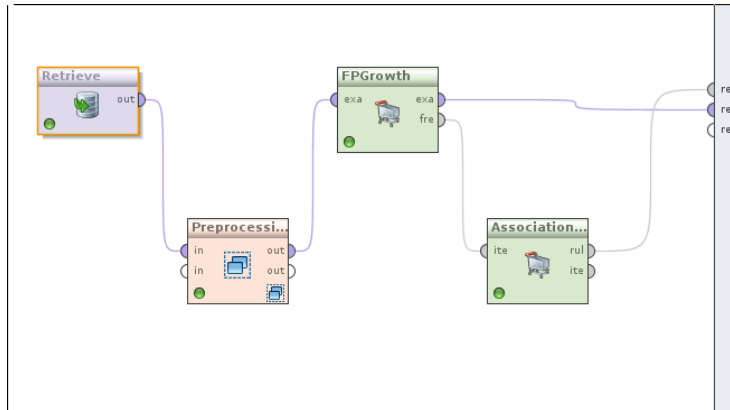 Retrieve
out
FPGrowth
exa exa
fre
re
re
re
Preprocessi...
in out
in out
Association...
ite rul
ite